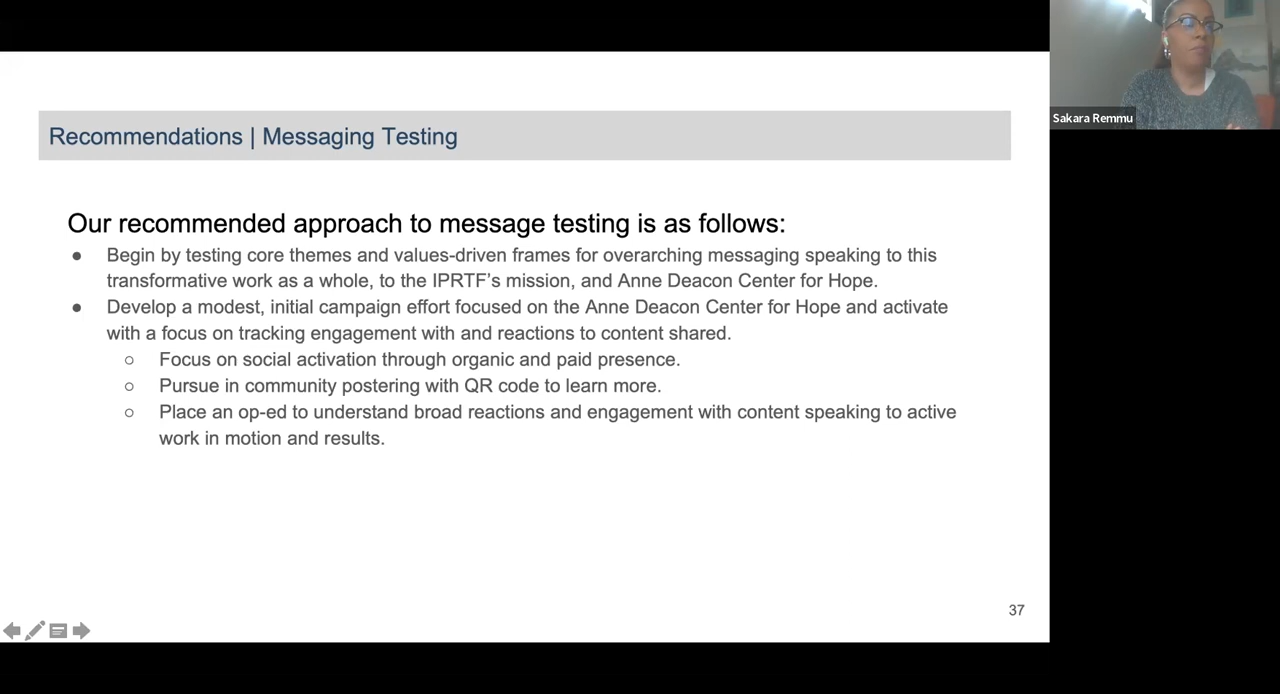 Recommendations | Messaging Testing
Our recommended approach to message testing is as follows:
● Begin by testing core themes and values-driven frames for overarching messaging speaking to this
transformative work as a whole, to the IPRTF's mission, and Anne Deacon Center for Hope.
● Develop a modest, initial campaign effort focused on the Anne Deacon Center for Hope and activate
with a focus on tracking engagement with and reactions to content shared.
○ Focus on social activation through organic and paid presence.
○ Pursue in community postering with QR code to learn more.
○ Place an op-ed to understand broad reactions and engagement with content speaking to active
work in motion and results.
37
Sakara Remmu